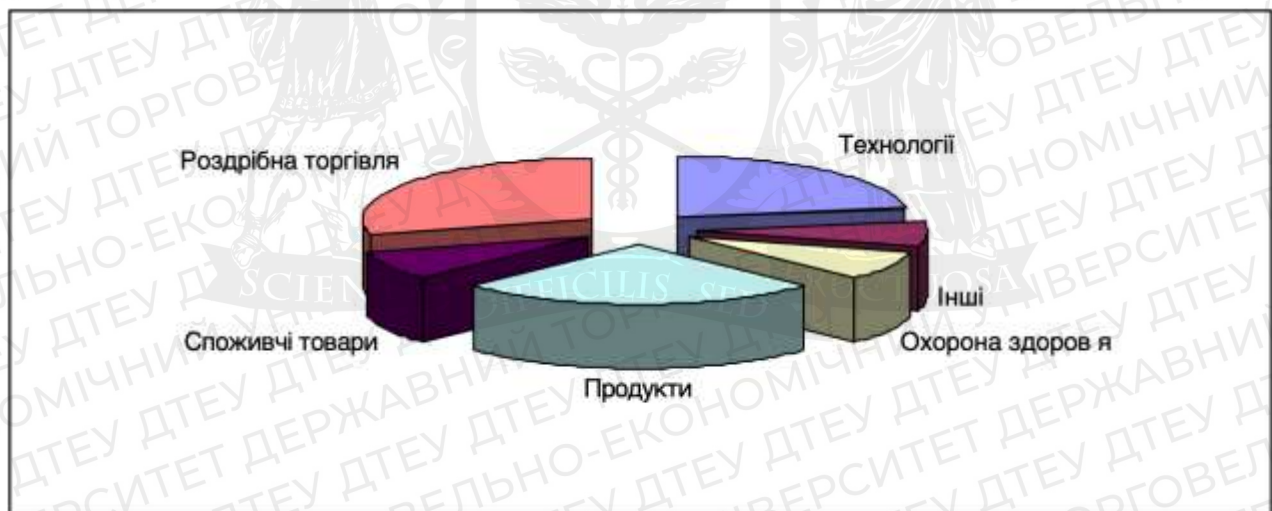 Роздрібна торгівля
Технології
Інші
Споживчі товари
Охорона здоров я
Продукти